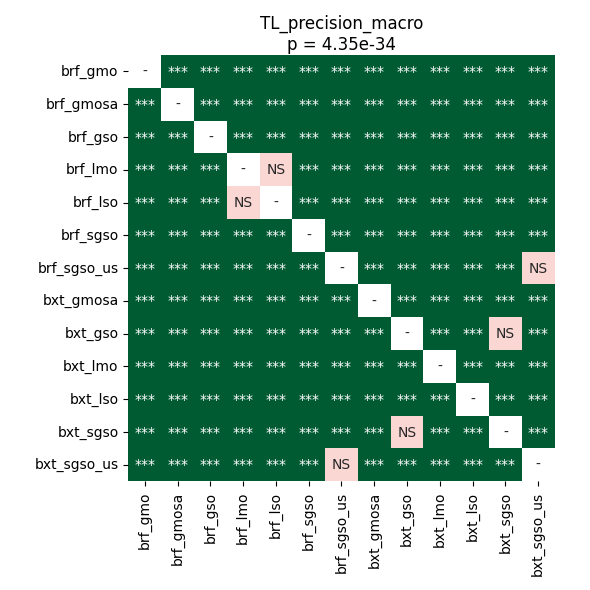 TL_precision_macro
p = 4.35e-34
brf_gmo - *** *** *** *** *** *** *** *** *** *** *** ***
brf_gmosa *** - *** *** *** *** *** *** *** *** *** *** ***
brf_gso *** *** - *** *** *** *** *** *** *** *** *** ***
brf_lmo *** *** *** - NS *** *** *** *** *** *** *** ***
brf_lso *** *** *** NS - *** *** *** *** *** *** *** ***
brf_sgso *** *** *** *** *** - *** *** *** *** *** *** ***
brf_sgso_us *** *** *** *** *** *** - *** *** *** *** *** NS
bxt_gmosa *** *** *** *** *** *** *** - *** *** *** *** ***
bxt_gso *** *** *** *** *** *** *** *** - *** *** NS ***
bxt_lmo *** *** *** *** *** *** *** *** *** - *** *** ***
bxt_lso *** *** *** *** *** *** *** *** *** *** - *** ***
bxt_sgso *** *** *** *** *** *** *** *** NS *** *** - ***
bxt_sgso_us *** *** *** *** *** *** NS *** *** *** *** *** -
brf_gmo
brf_gmosa
brf_gso
brf_lmo
brf_lso
brf_sgso
brf_sgso_us
bxt_gmosa
bxt_gso
bxt_lmo
bxt_lso
bxt_sgso
bxt_sgso_us